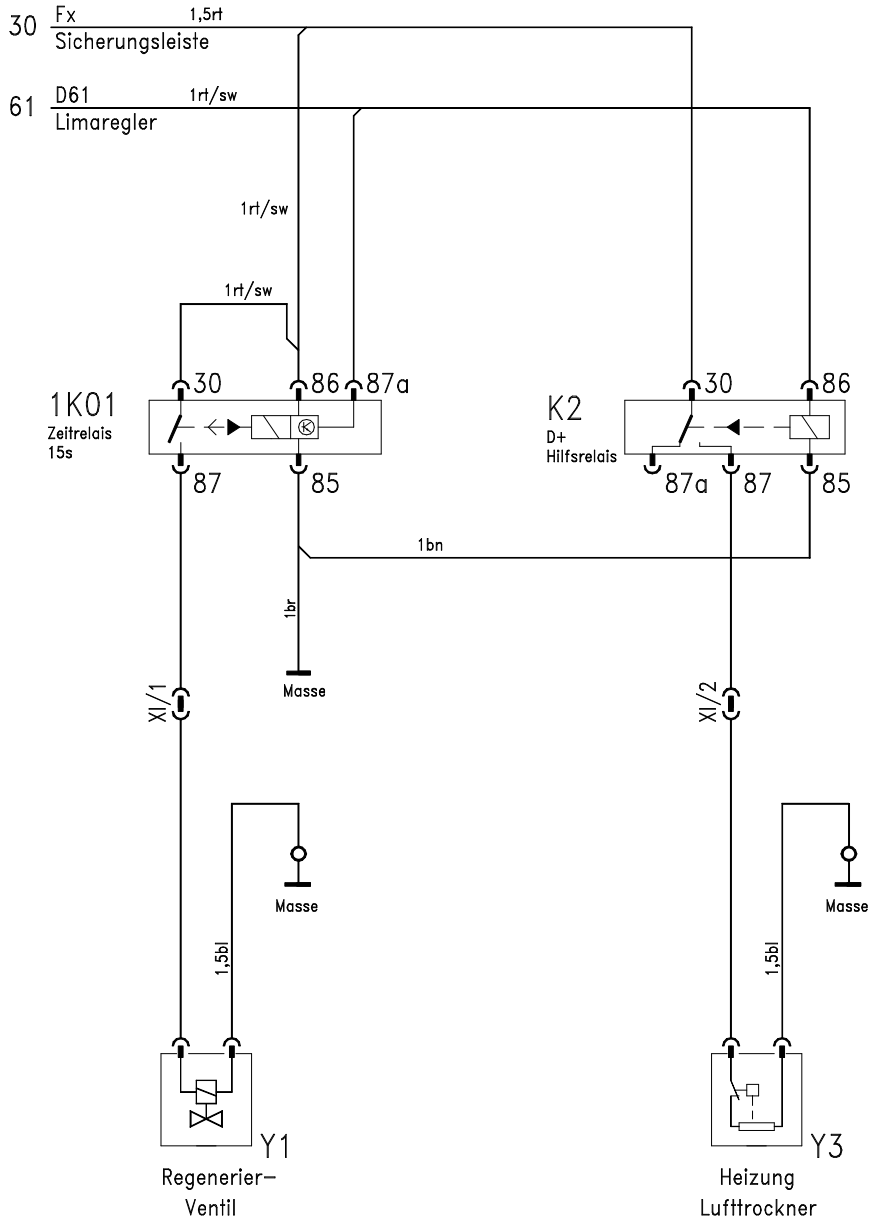 30 Fx 1,5rt
Sicherungsleiste
61 D61 1rt/sw
Limaregler
1rt/sw
1rt/sw
30 86 87a
30 86
1K01
Zeitrelais
15s
K2
D+
Hilfsrelais
87 85
87a 87 85
1bn
1br
Masse
XI/1
XI/2
Masse
Masse
1,5bl
1,5bl
Y1
Y3
Regenerier-
Ventil
Heizung
Lufttrockner